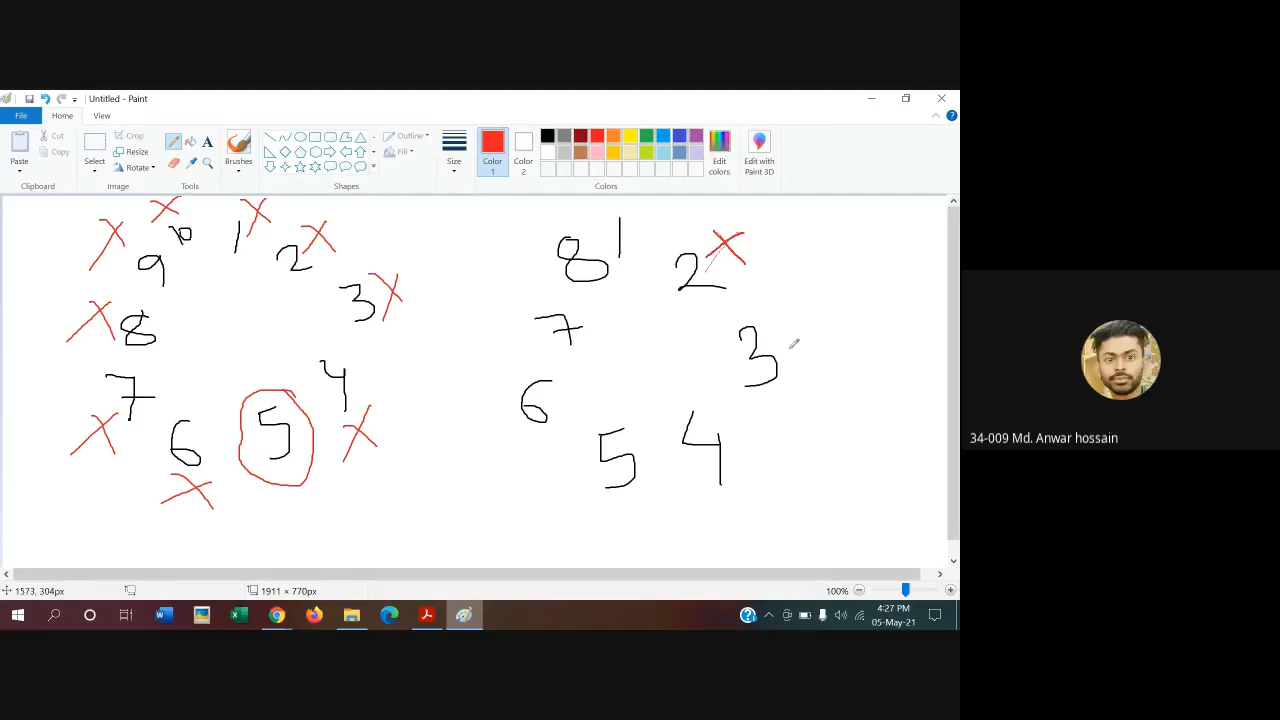 Untitled - Paint
File Home View
Paste
Cut
Copy
Clipboard
Select
Crop
Resize
Rotate
Image
A
Tools
Brushes
Shapes
Outline
Fill
Size
Color 1
Color 2
Edit colors
Edit with Paint 3D
Colors
10 1 2 3 4 5 6 7 8 9
8 1 2 3 4 5 6 7
34-009 Md. Anwar hossain
1573, 304px
1911 × 770px
100%
4:27 PM
05-May-21